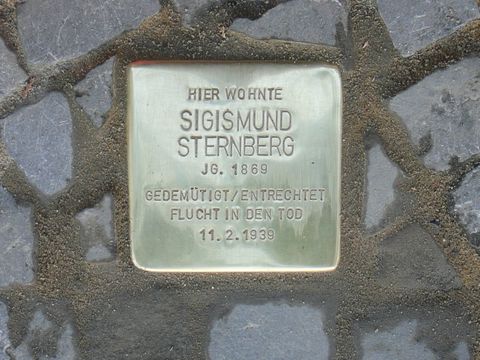 HIER WOHNTE
SIGISMUND
STERNBERG
JG. 1869
GEDEMÜTIGT/ENTRECHTET
FLUCHT IN DEN TOD
11.2.1939